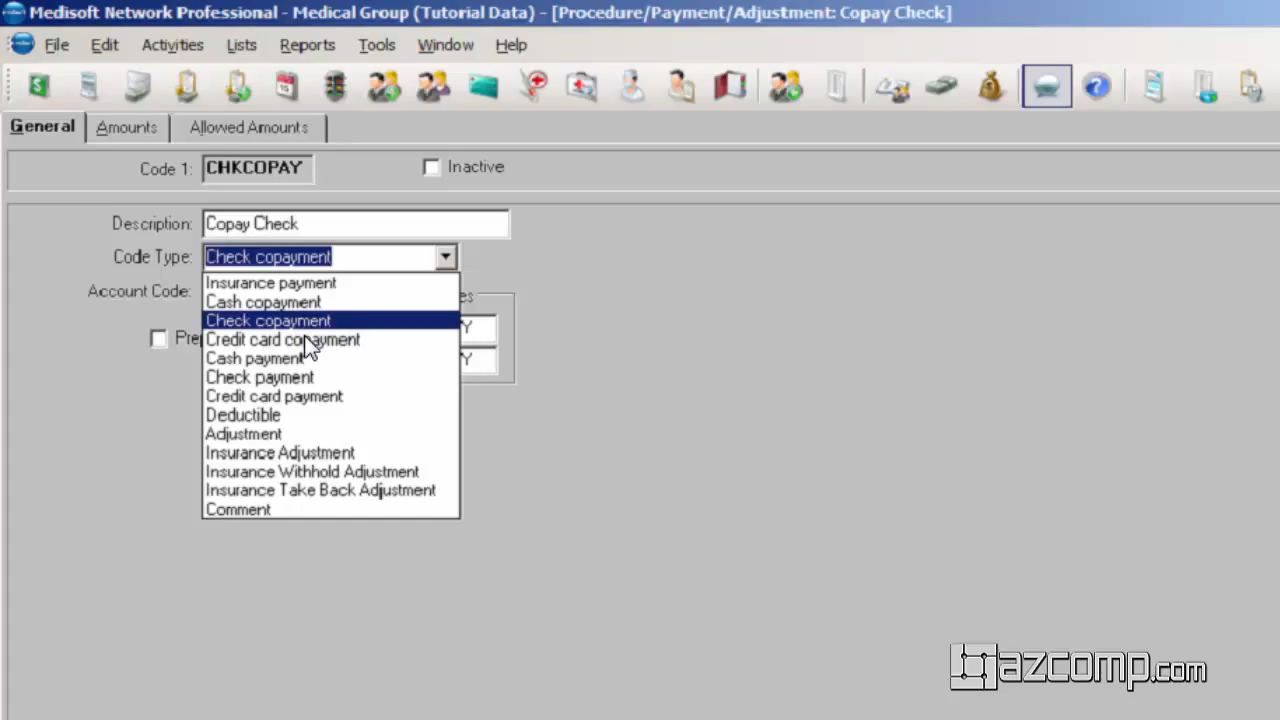 Medisoft Network Professional - Medical Group (Tutorial Data) - [Procedure/Payment/Adjustment: Copay Check]
File Edit Activities Lists Reports Tools Window Help
General Amounts Allowed Amounts
Code 1: CHKCOPAY Inactive
Description: Copay Check
Code Type: Check copayment
Account Code:
Insurance payment
Cash copayment
Check copayment
Credit card copayment
Cash payment
Check payment
Credit card payment
Deductible
Adjustment
Insurance Adjustment
Insurance Withhold Adjustment
Insurance Take Back Adjustment
Comment
azcomp.com